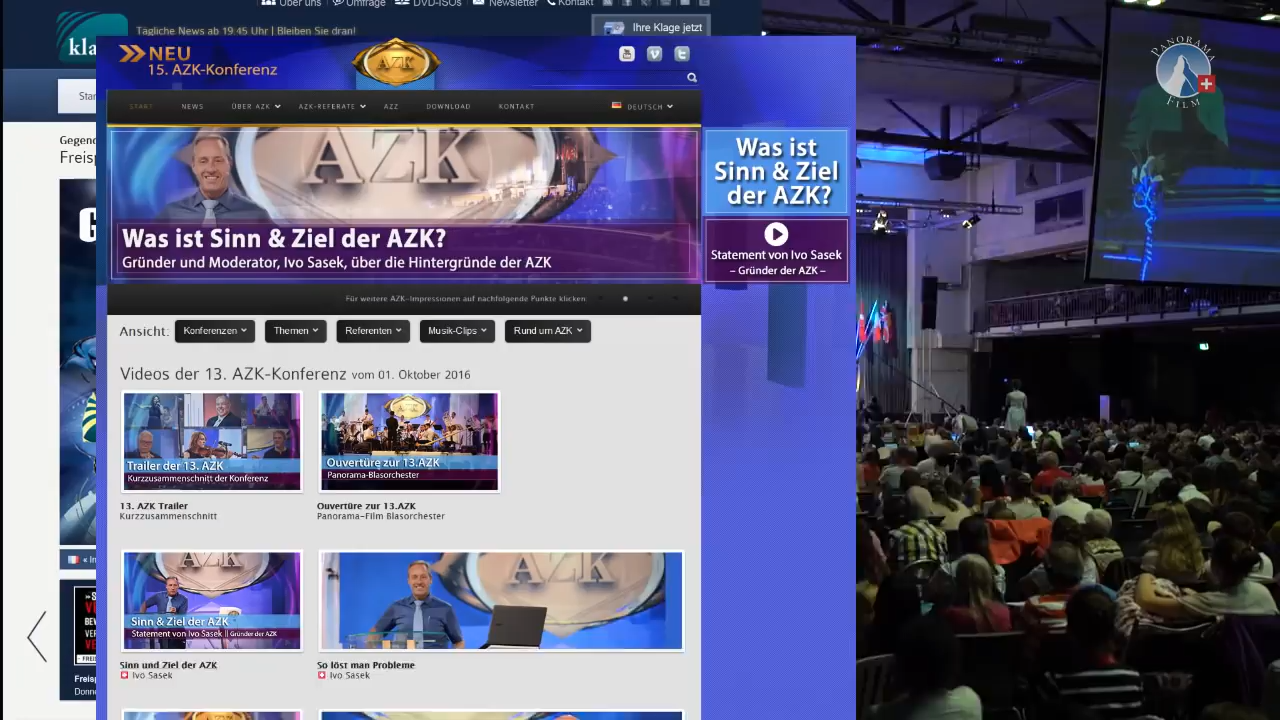 Über uns
Umfrage
DVD-ISOs
Newsletter
Kontakt
Tägliche News ab 19.45 Uhr | Bleiben Sie dran!
Ihre Klage jetzt
kla
NEU
15. AZK-Konferenz
AZK
PANORAMA
FILM
START
NEWS
ÜBER AZK
AZK-REFERATE
AZZ
DOWNLOAD
KONTAKT
DEUTSCH
AZK
Was ist
Sinn & Ziel
der AZK?
Was ist Sinn & Ziel der AZK?
Gründer und Moderator, Ivo Sasek, über die Hintergründe der AZK
Statement von Ivo Sasek
– Gründer der AZK –
Für weitere AZK-Impressionen auf nachfolgende Punkte klicken:
Ansicht:
Konferenzen
Themen
Referenten
Musik-Clips
Rund um AZK
Videos der 13. AZK-Konferenz vom 01. Oktober 2016
Trailer der 13. AZK
Kurzzusammenschnitt der Konferenz
AZK
Ouvertüre zur 13.AZK
Panorama-Blasorchester
13. AZK Trailer
Kurzzusammenschnitt
Ouvertüre zur 13.AZK
Panorama-Film Blasorchester
AZK
Sinn & Ziel der AZK
Statement von Ivo Sasek || Gründer der AZK
AZK
Sinn und Ziel der AZK
Ivo Sasek
So löst man Probleme
Ivo Sasek